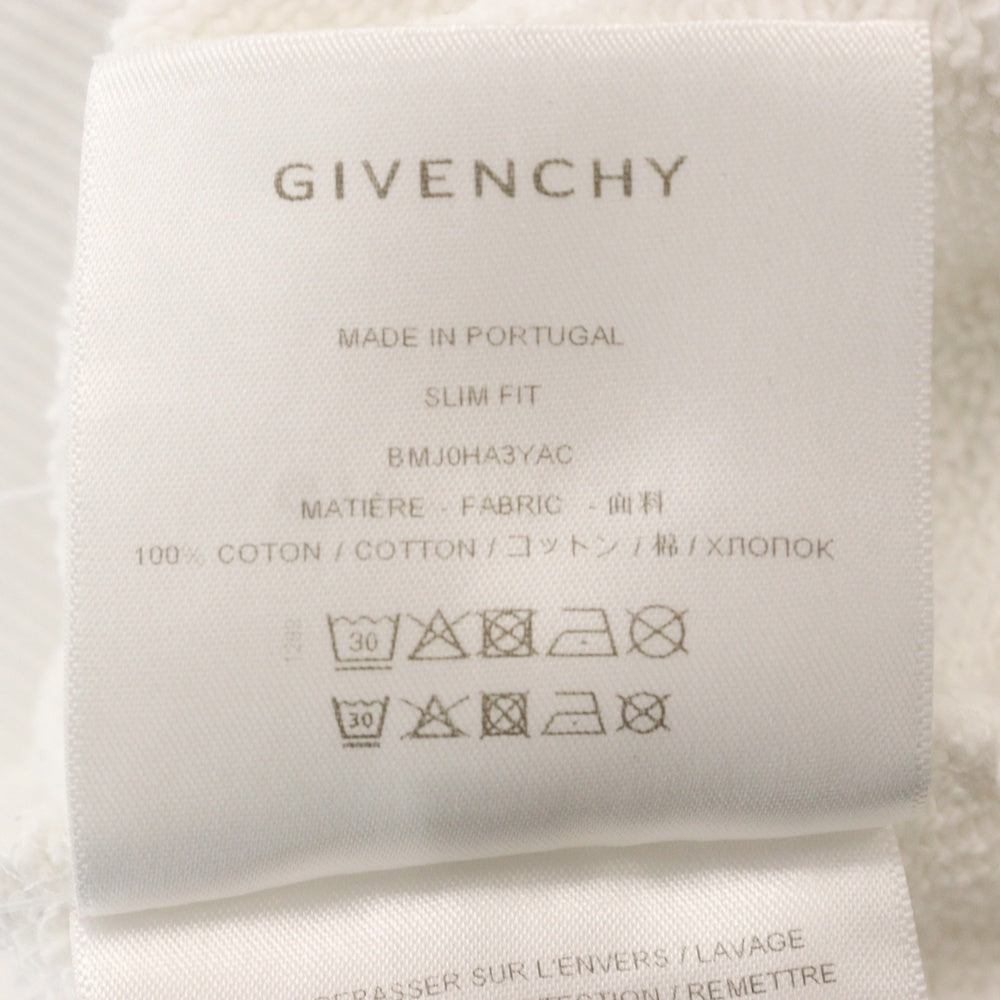 GIVENCHY
MADE IN PORTUGAL
SLIM FIT
BMJ0HA3YAC
MATIÈRE - FABRIC - 面料
100% COTON / COTTON / コットン / 棉 / ХЛОПОК
1282
30
30
SUR L'ENVERS / LAVAGE
/ REMETTRE